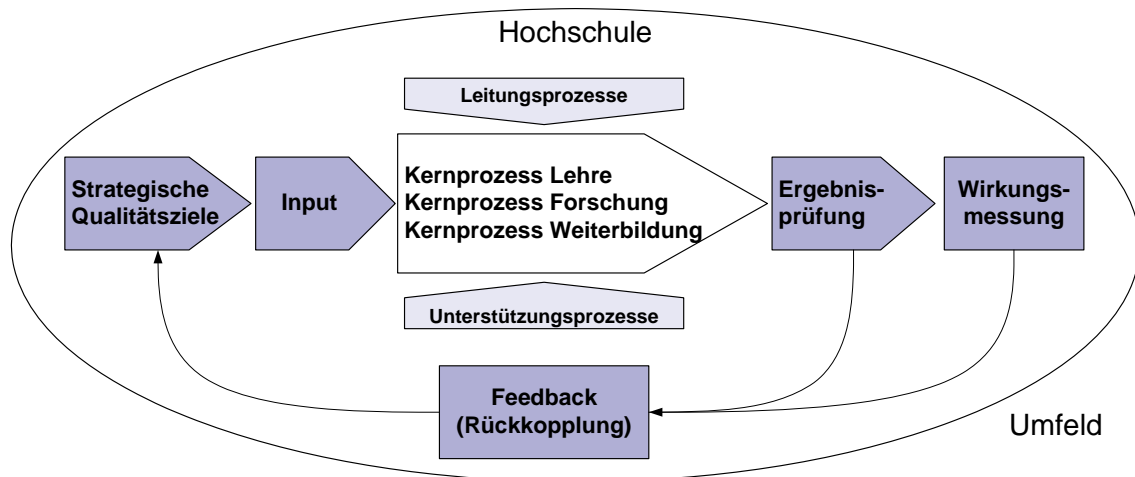 Hochschule
Leitungsprozesse
Strategische
Qualitätsziele
Input
Kernprozess Lehre
Kernprozess Forschung
Kernprozess Weiterbildung
Ergebnis-
prüfung
Wirkungs-
messung
Unterstützungsprozesse
Feedback
(Rückkopplung)
Umfeld